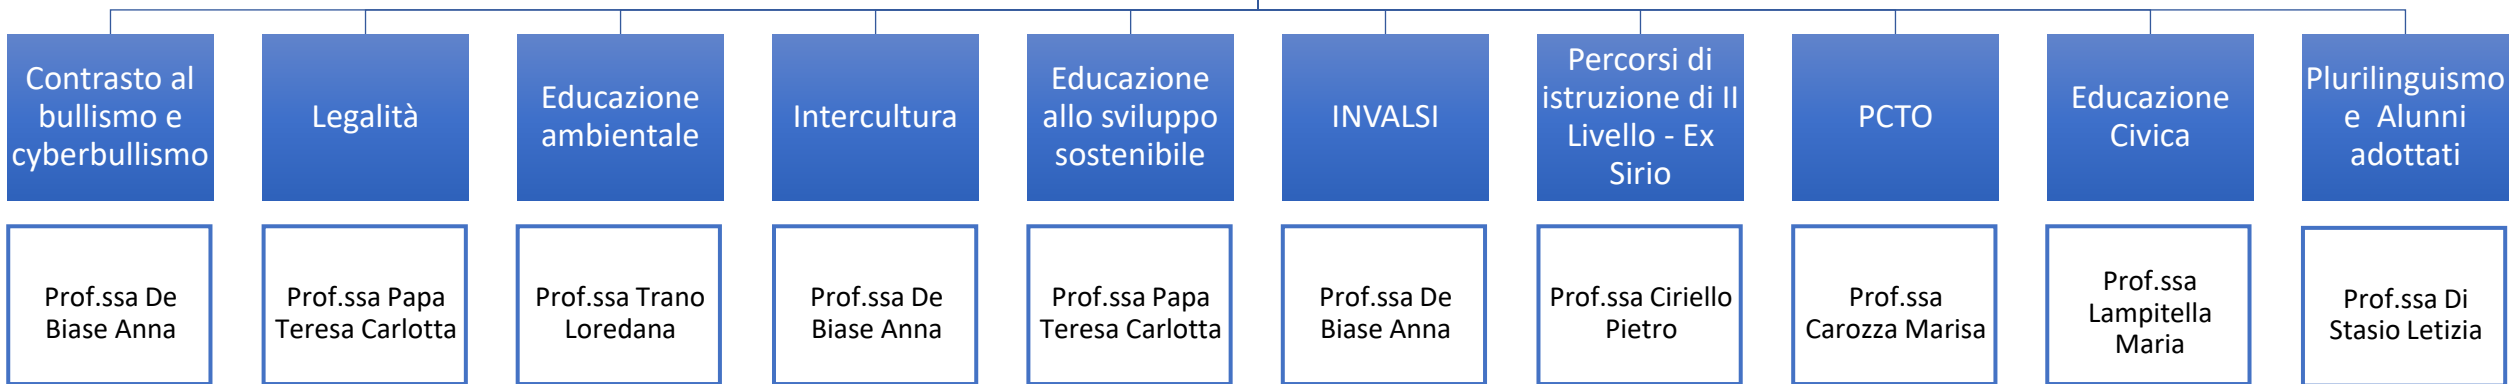 Contrasto al
bullismo e
cyberbullismo
Legalità
Educazione
ambientale
Intercultura
Educazione
allo sviluppo
sostenibile
INVALSI
Percorsi di
istruzione di II
Livello - Ex
Sirio
PCTO
Educazione
Civica
Plurilinguismo
e Alunni
adottati
Prof.ssa De
Biase Anna
Prof.ssa Papa
Teresa Carlotta
Prof.ssa Trano
Loredana
Prof.ssa De
Biase Anna
Prof.ssa Papa
Teresa Carlotta
Prof.ssa De
Biase Anna
Prof.ssa Ciriello
Pietro
Prof.ssa
Carozza Marisa
Prof.ssa
Lampitella
Maria
Prof.ssa Di
Stasio Letizia